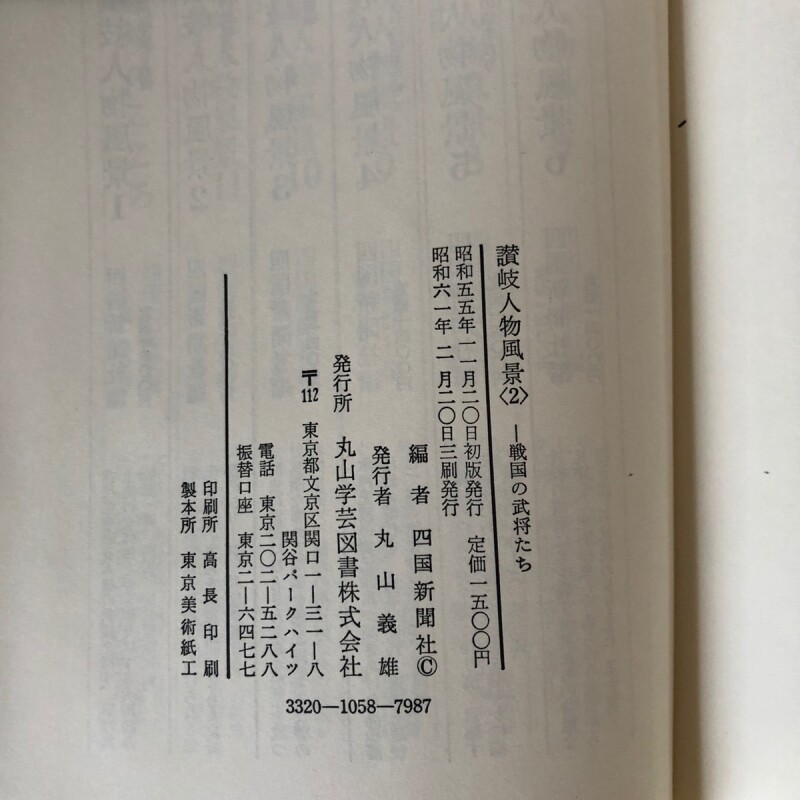 讃岐人物風景〈2〉 ―戦国の武将たち
昭和五五年一一月二〇日初版発行 定価一五〇〇円
昭和六一年 二 月二〇日三刷発行
編 者 四国新聞社©
発行者 丸 山 義 雄
発行所 丸山学芸図書株式会社
〒112 東京都文京区関口一―三一―八
関谷パークハイツ
電話 東京二〇二―五二八八
振替口座 東京二―六四七七
印刷所 高 長 印 刷
製本所 東京美術紙工
3320―1058―7987